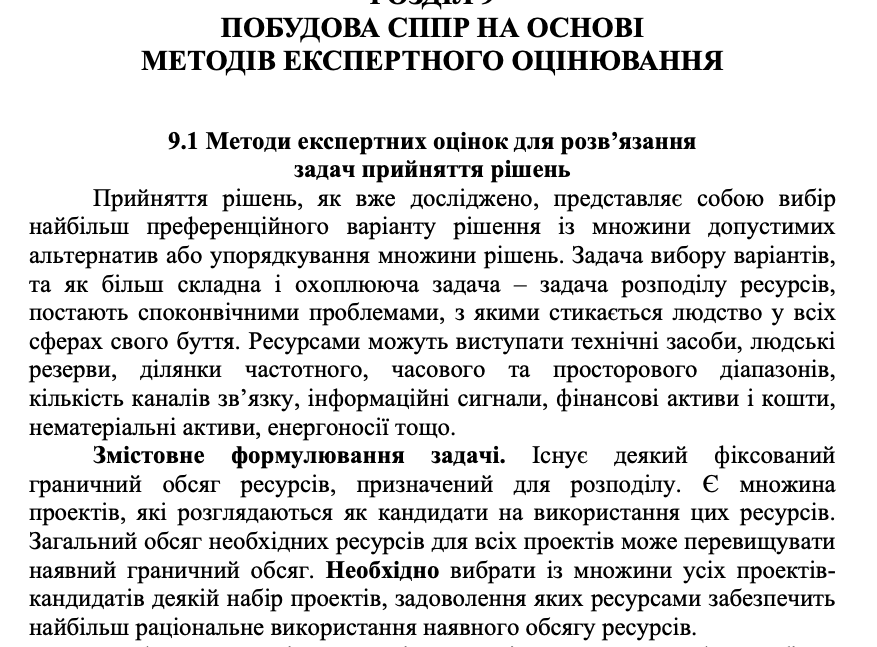 РОЗДІЛ 9
ПОБУДОВА СППР НА ОСНОВІ
МЕТОДІВ ЕКСПЕРТНОГО ОЦІНЮВАННЯ
9.1 Методи експертних оцінок для розв’язання
задач прийняття рішень
Прийняття рішень, як вже досліджено, представляє собою вибір
найбільш преференційного варіанту рішення із множини допустимих
альтернатив або упорядкування множини рішень. Задача вибору варіантів,
та як більш складна і охоплююча задача – задача розподілу ресурсів,
постають споконвічними проблемами, з якими стикається людство у всіх
сферах свого буття. Ресурсами можуть виступати технічні засоби, людські
резерви, ділянки частотного, часового та просторового діапазонів,
кількість каналів зв’язку, інформаційні сигнали, фінансові активи і кошти,
нематеріальні активи, енергоносії тощо.
Змістовне формулювання задачі. Існує деякий фіксований
граничний обсяг ресурсів, призначений для розподілу. Є множина
проектів, які розглядаються як кандидати на використання цих ресурсів.
Загальний обсяг необхідних ресурсів для всіх проектів може перевищувати
наявний граничний обсяг. Необхідно вибрати із множини усіх проектів-
кандидатів деякій набір проектів, задоволення яких ресурсами забезпечить
найбільш раціональне використання наявного обсягу ресурсів.